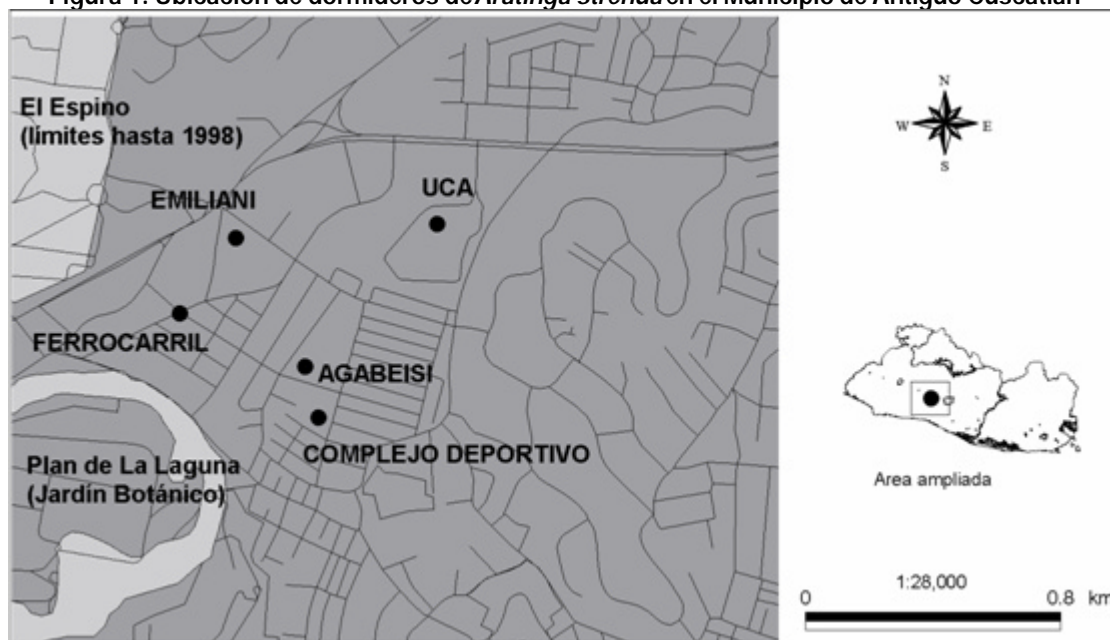 Figura 1. Ubicación de dormideros de Aratinga strenua en el Municipio de Antiguo Cuscatlán
El Espino
(límites hasta 1998)
EMILIANI
UCA
FERROCARRIL
AGABEISI
COMPLEJO DEPORTIVO
Plan de La Laguna
(Jardín Botánico)
N
W
E
S
Area ampliada
1:28,000
0
0.8 km